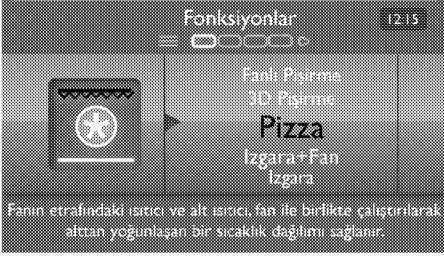 Fonksiyonlar
12:15
Fanlı Pişirme
3D Pişirme
Pizza
Izgara+Fan
Izgara
Fanın etrafındaki ısıtıcı ve alt ısıtıcı, fan ile birlikte çalıştırılarak
alttan yoğunlaşan bir sıcaklık dağılımı sağlanır.